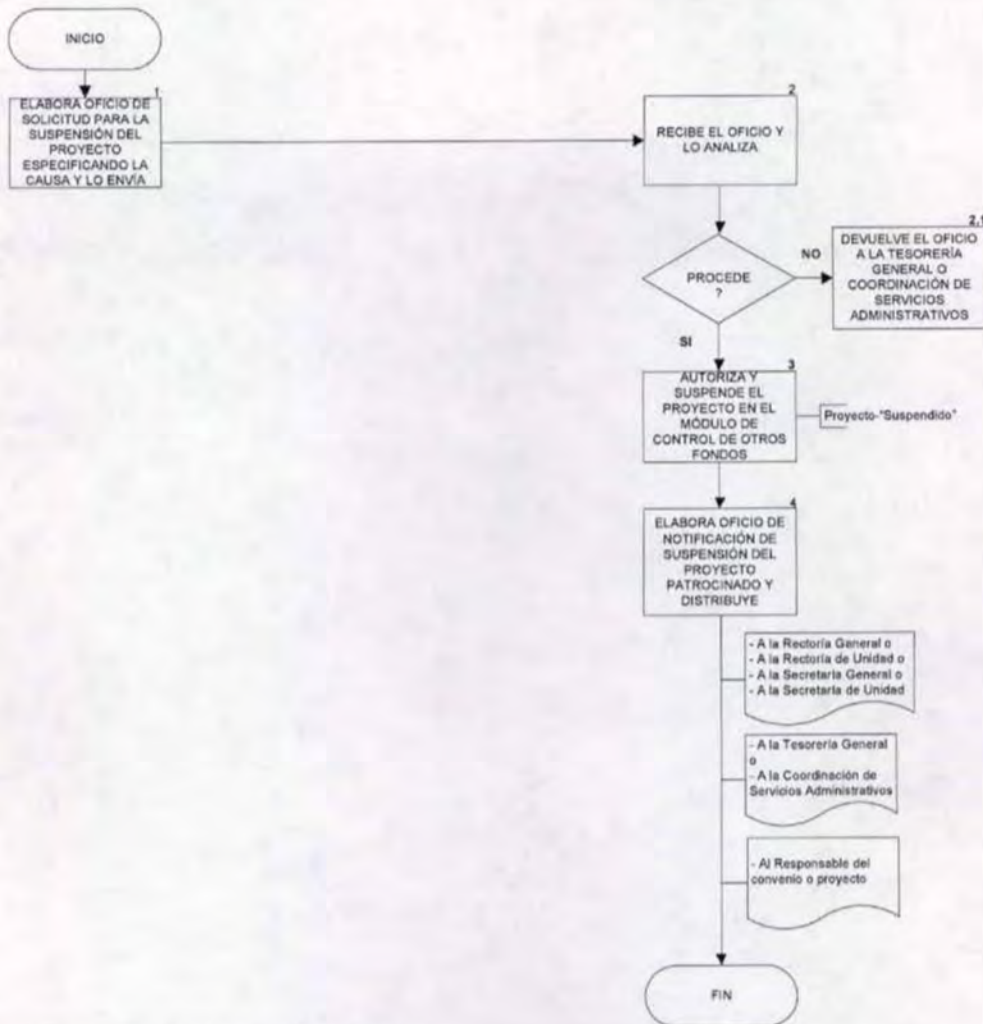 INICIO
1
ELABORA OFICIO DE
SOLICITUD PARA LA
SUSPENSIÓN DEL
PROYECTO
ESPECIFICANDO LA
CAUSA Y LO ENVÍA
2
RECIBE EL OFICIO Y
LO ANALIZA
PROCEDE
?
NO
2.1
DEVUELVE EL OFICIO
A LA TESORERÍA
GENERAL O
COORDINACIÓN DE
SERVICIOS
ADMINISTRATIVOS
SI
3
AUTORIZA Y
SUSPENDE EL
PROYECTO EN EL
MÓDULO DE
CONTROL DE OTROS
FONDOS
Proyecto-"Suspendido"
4
ELABORA OFICIO DE
NOTIFICACIÓN DE
SUSPENSIÓN DEL
PROYECTO
PATROCINADO Y
DISTRIBUYE
- A la Rectoría General o
- A la Rectoría de Unidad o
- A la Secretaría General o
- A la Secretaría de Unidad
- A la Tesorería General
o
- A la Coordinación de
Servicios Administrativos
- Al Responsable del
convenio o proyecto
FIN